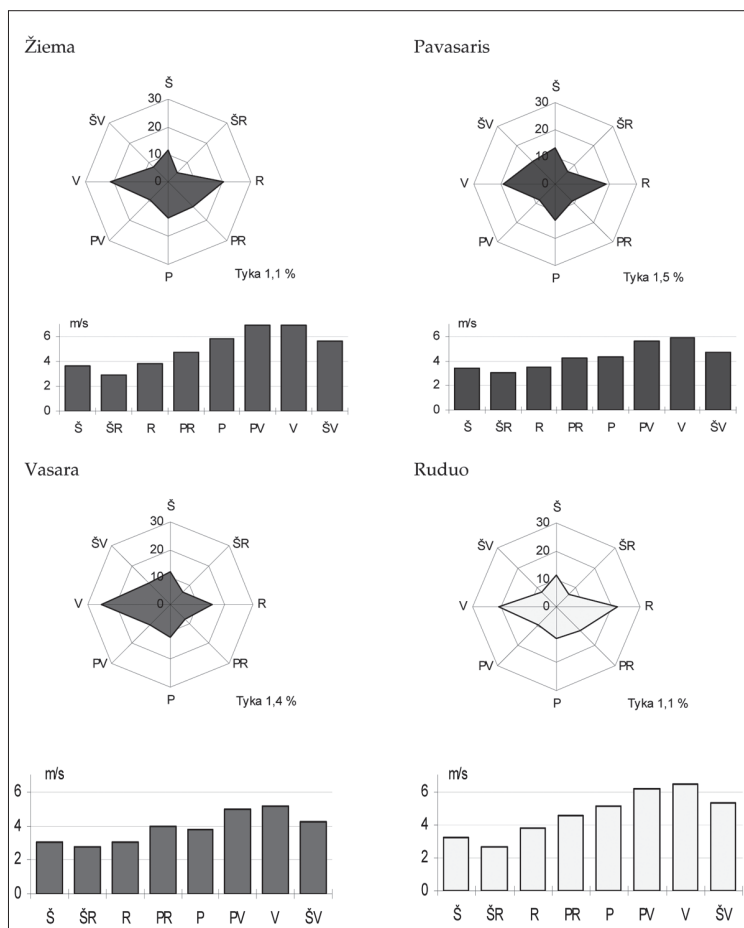 Žiema
Š
30
ŠV
ŠR
20
10
V
0
R
PV
PR
P
Tyka 1,1 %
m/s
6
4
2
0
Š ŠR R PR P PV V ŠV
Pavasaris
Š
30
ŠV
ŠR
20
10
V
0
R
PV
PR
P
Tyka 1,5 %
m/s
6
4
2
0
Š ŠR R PR P PV V ŠV
Vasara
Š
30
ŠV
ŠR
20
10
V
0
R
PV
PR
P
Tyka 1,4 %
m/s
6
4
2
0
Š ŠR R PR P PV V ŠV
Ruduo
Š
30
ŠV
ŠR
20
10
V
0
R
PV
PR
P
Tyka 1,1 %
m/s
6
4
2
0
Š ŠR R PR P PV V ŠV